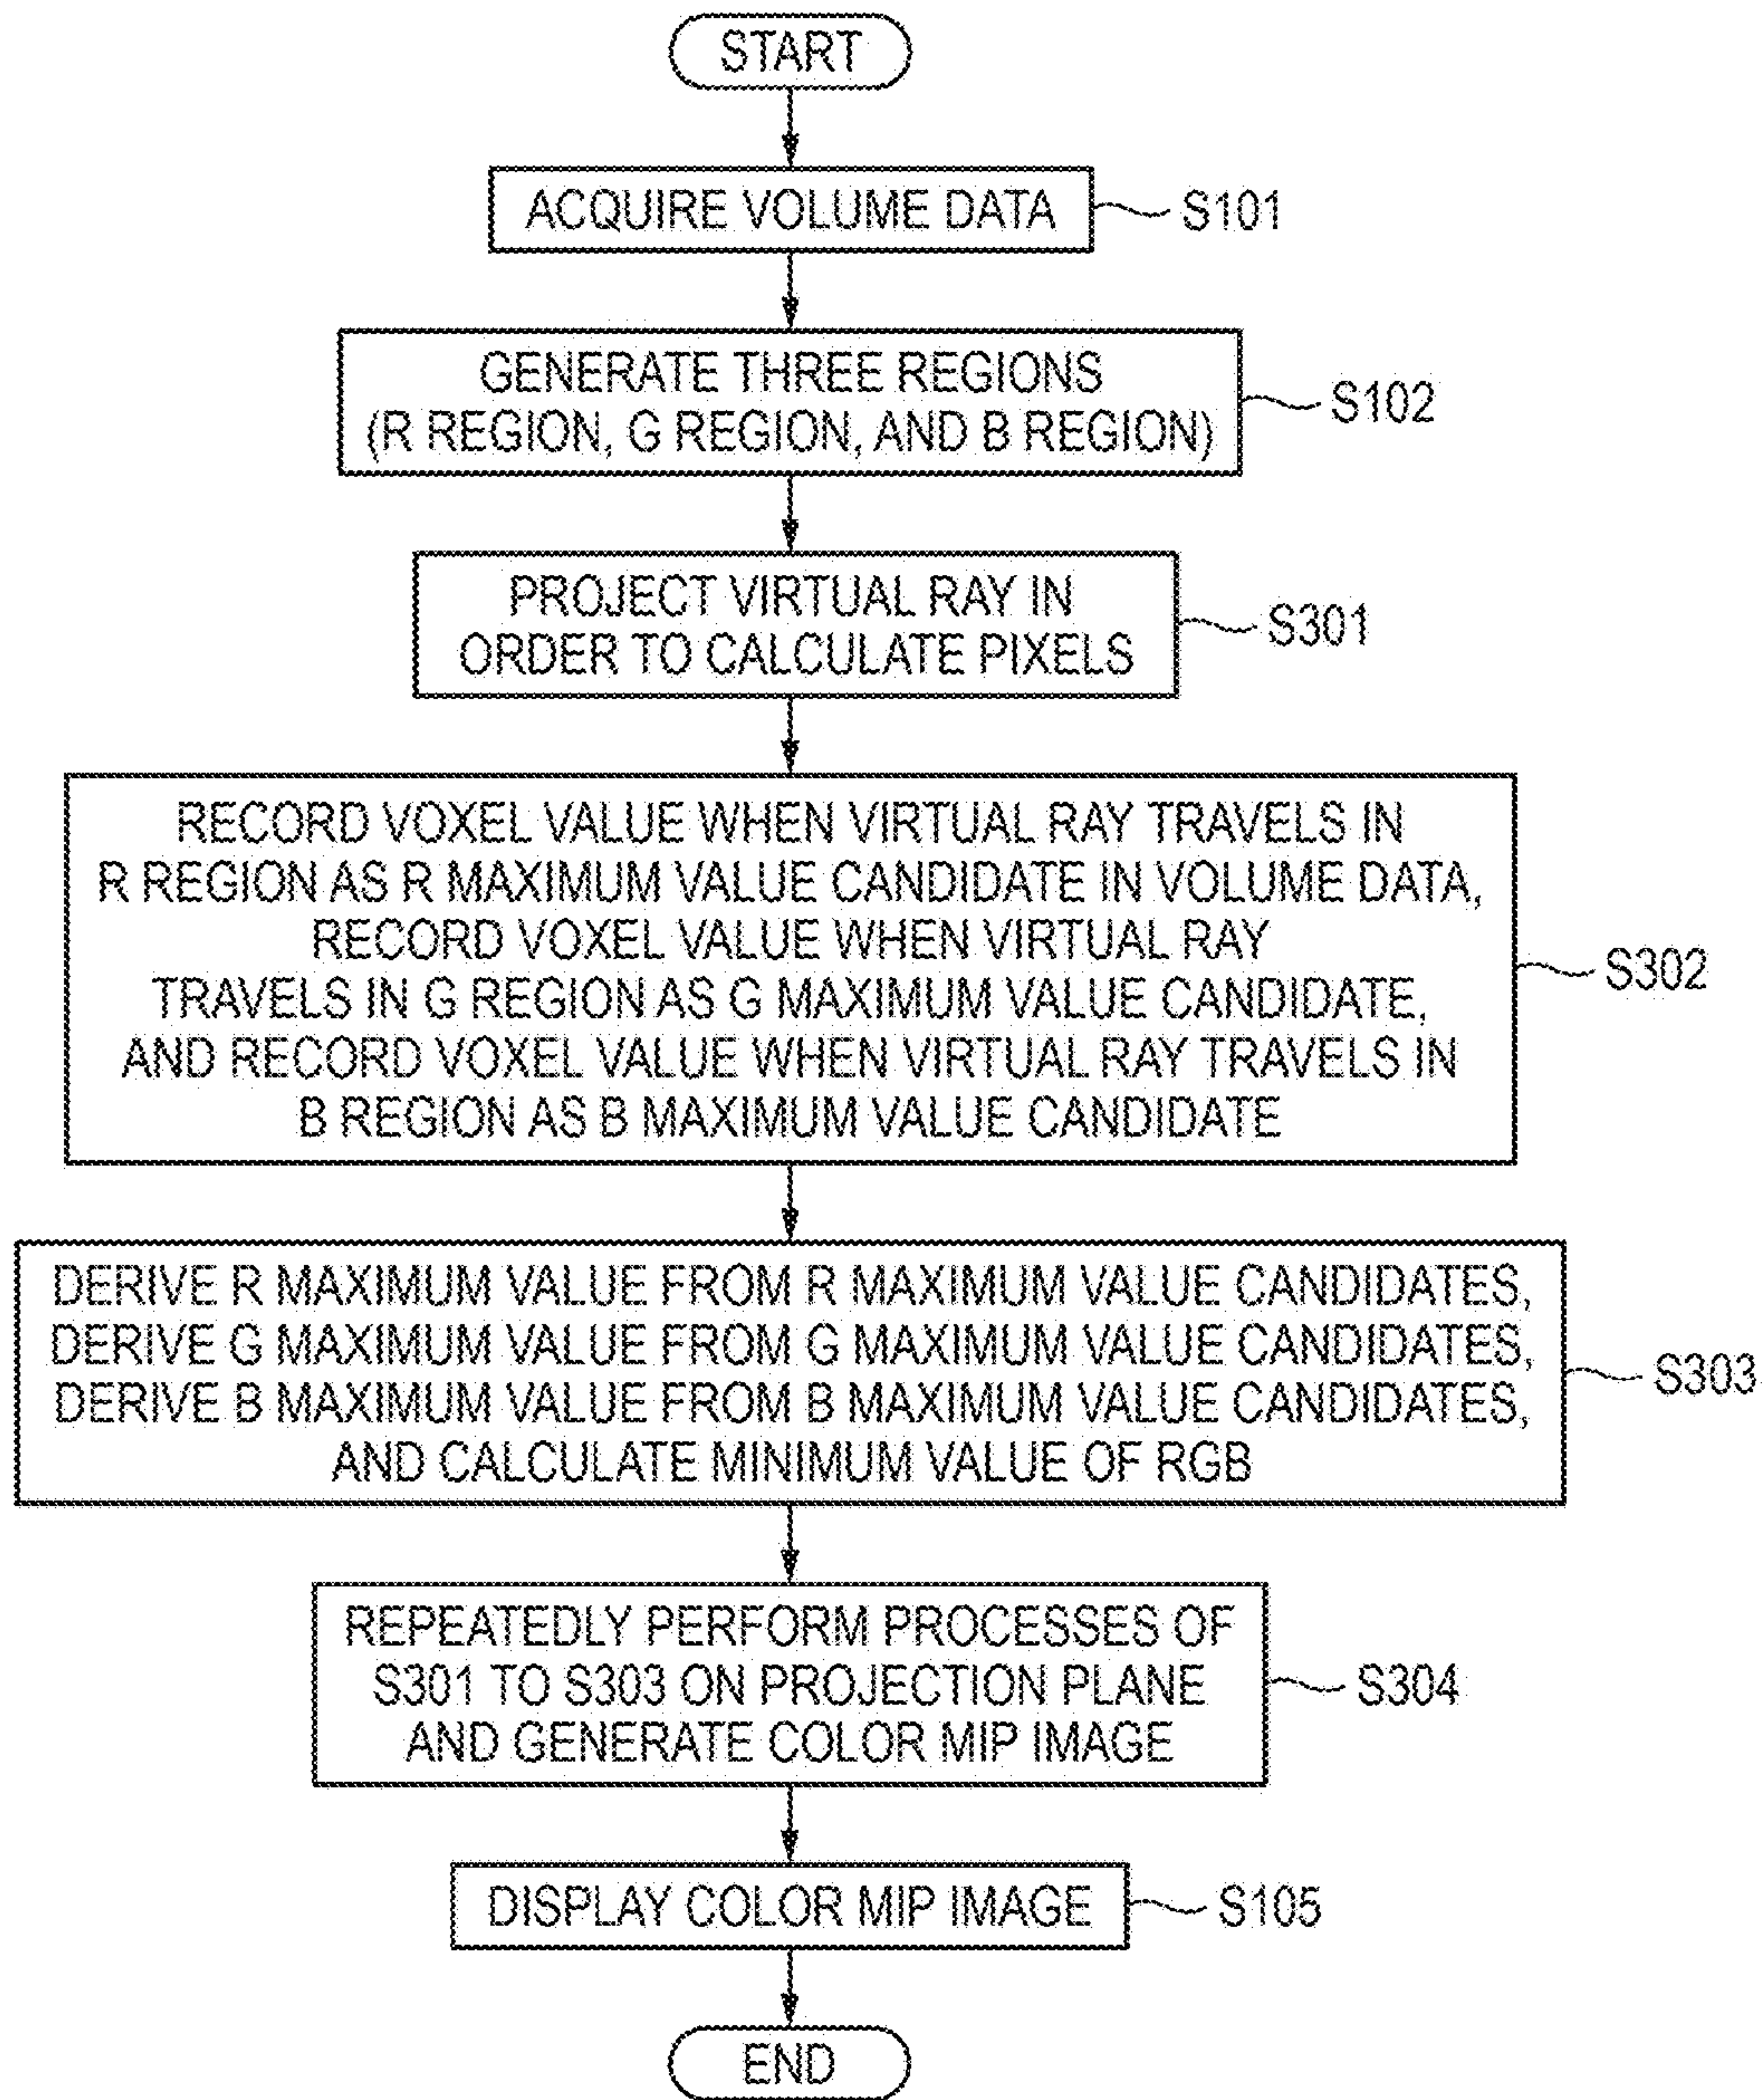 START
ACQUIRE VOLUME DATA
S101
GENERATE THREE REGIONS
(R REGION, G REGION, AND B REGION)
S102
PROJECT VIRTUAL RAY IN
ORDER TO CALCULATE PIXELS
S301
RECORD VOXEL VALUE WHEN VIRTUAL RAY TRAVELS IN
R REGION AS R MAXIMUM VALUE CANDIDATE IN VOLUME DATA,
RECORD VOXEL VALUE WHEN VIRTUAL RAY
TRAVELS IN G REGION AS G MAXIMUM VALUE CANDIDATE,
AND RECORD VOXEL VALUE WHEN VIRTUAL RAY TRAVELS IN
B REGION AS B MAXIMUM VALUE CANDIDATE
S302
DERIVE R MAXIMUM VALUE FROM R MAXIMUM VALUE CANDIDATES,
DERIVE G MAXIMUM VALUE FROM G MAXIMUM VALUE CANDIDATES,
DERIVE B MAXIMUM VALUE FROM B MAXIMUM VALUE CANDIDATES,
AND CALCULATE MINIMUM VALUE OF RGB
S303
REPEATEDLY PERFORM PROCESSES OF
S301 TO S303 ON PROJECTION PLANE
AND GENERATE COLOR MIP IMAGE
S304
DISPLAY COLOR MIP IMAGE
S105
END